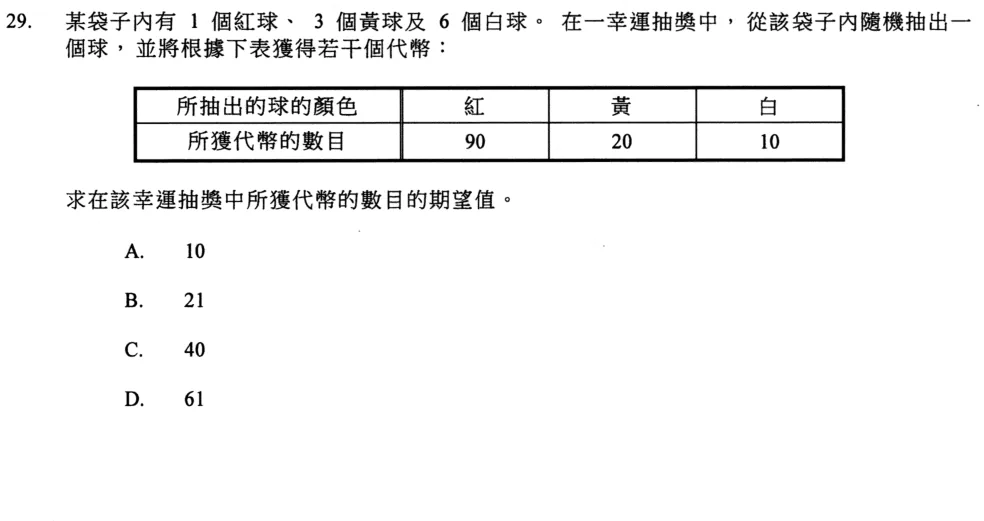 29. 某袋子內有 1 個紅球、 3 個黃球及 6 個白球。 在一幸運抽獎中，從該袋子內隨機抽出一
個球，並將根據下表獲得若干個代幣：
所抽出的球的顏色 紅 黃 白
所獲代幣的數目 90 20 10
求在該幸運抽獎中所獲代幣的數目的期望值。
A. 10
B. 21
C. 40
D. 61